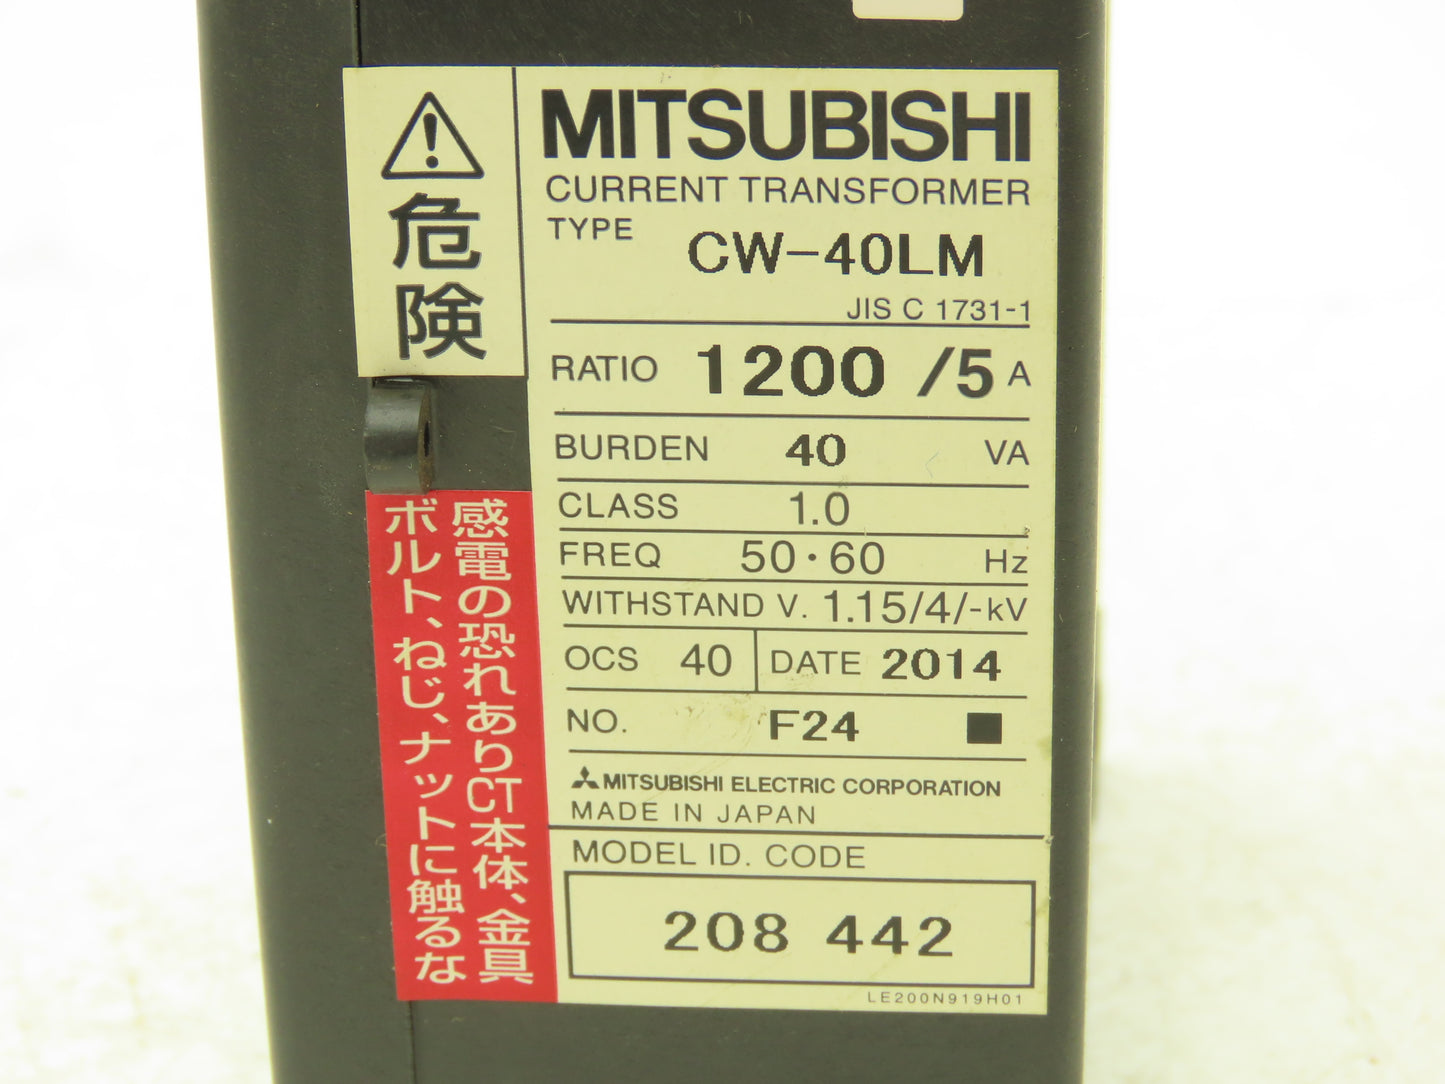 危険
感電の恐れありCT本体、金具
ボルト、ねじ、ナットに触るな
MITSUBISHI
CURRENT TRANSFORMER
TYPE CW-40LM
JIS C 1731-1
RATIO 1200 /5 A
BURDEN 40 VA
CLASS 1.0
FREQ 50・60 Hz
WITHSTAND V. 1.15/4/-kV
OCS 40 DATE 2014
NO. F24 ■
MITSUBISHI ELECTRIC CORPORATION
MADE IN JAPAN
MODEL ID. CODE
208 442
LE200N919H01